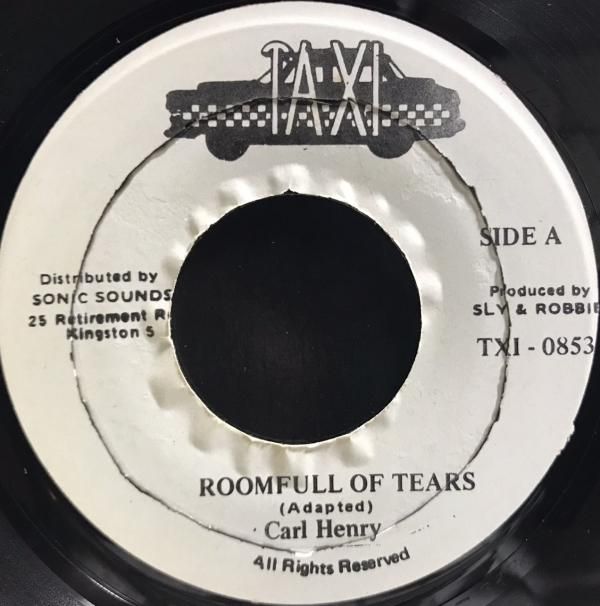 TAXI
SIDE A
Distributed by
SONIC SOUNDS
25 Retirement
Kingston 5
Produced by
SLY & ROBBIE
TXI - 0853
ROOMFULL OF TEARS
(Adapted)
Carl Henry
All Rights Reserved